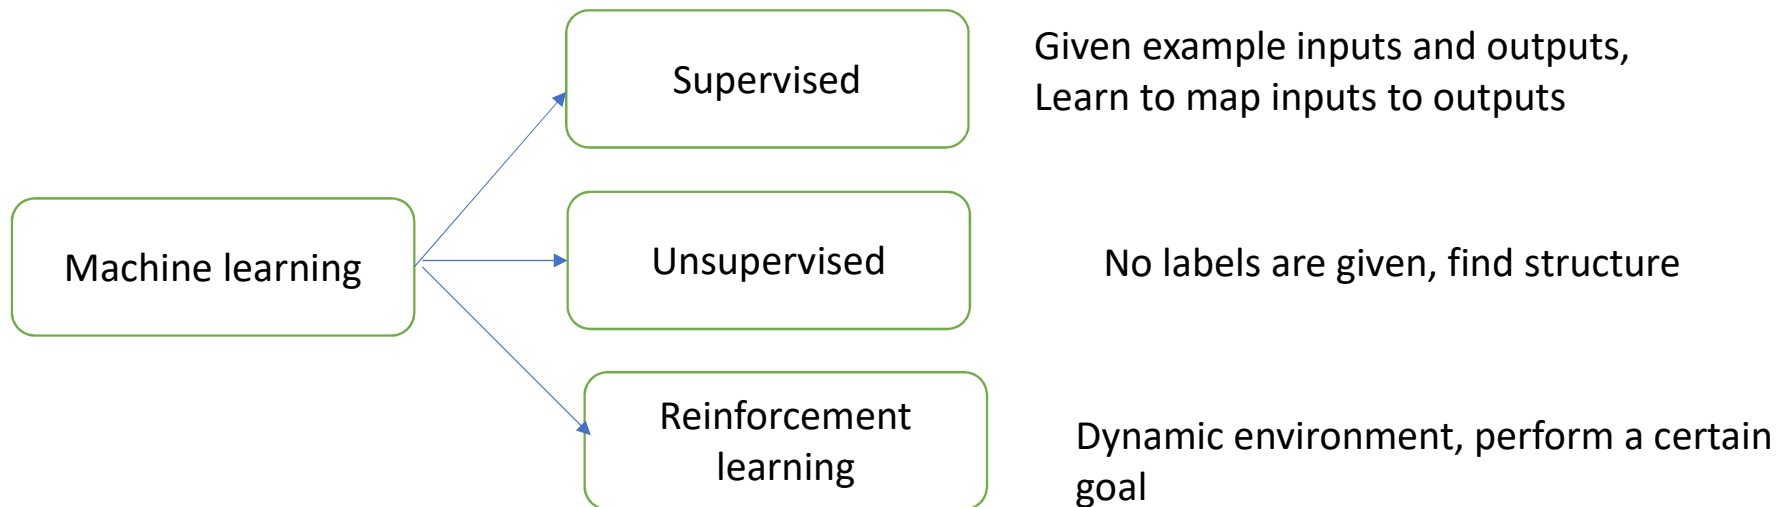 Machine learning
Supervised
Given example inputs and outputs,
Learn to map inputs to outputs
Unsupervised
No labels are given, find structure
Reinforcement
learning
Dynamic environment, perform a certain
goal